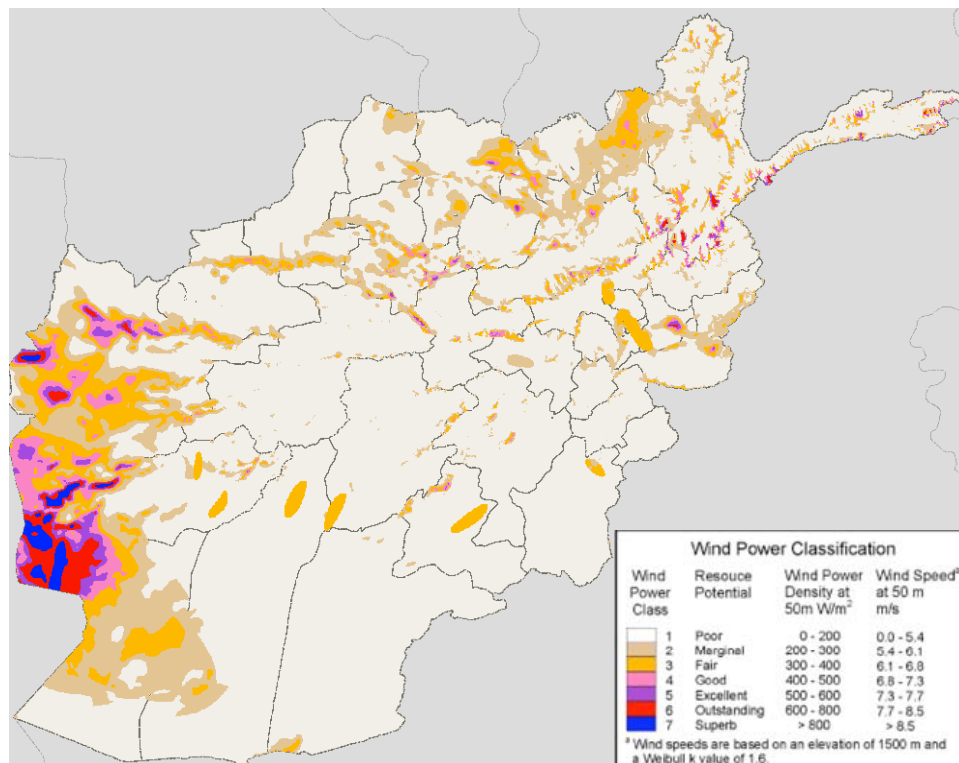 Wind Power Classification
Wind Power Class Resouce Potential Wind Power Density at 50m W/m² Wind Speedᵃ at 50 m m/s
1 Poor 0 - 200 0.0 - 5.4
2 Marginal 200 - 300 5.4 - 6.1
3 Fair 300 - 400 6.1 - 6.8
4 Good 400 - 500 6.8 - 7.3
5 Excellent 500 - 600 7.3 - 7.7
6 Outstanding 600 - 800 7.7 - 8.5
7 Superb > 800 > 8.5
ᵃ Wind speeds are based on an elevation of 1500 m and
a Weibull k value of 1.6.